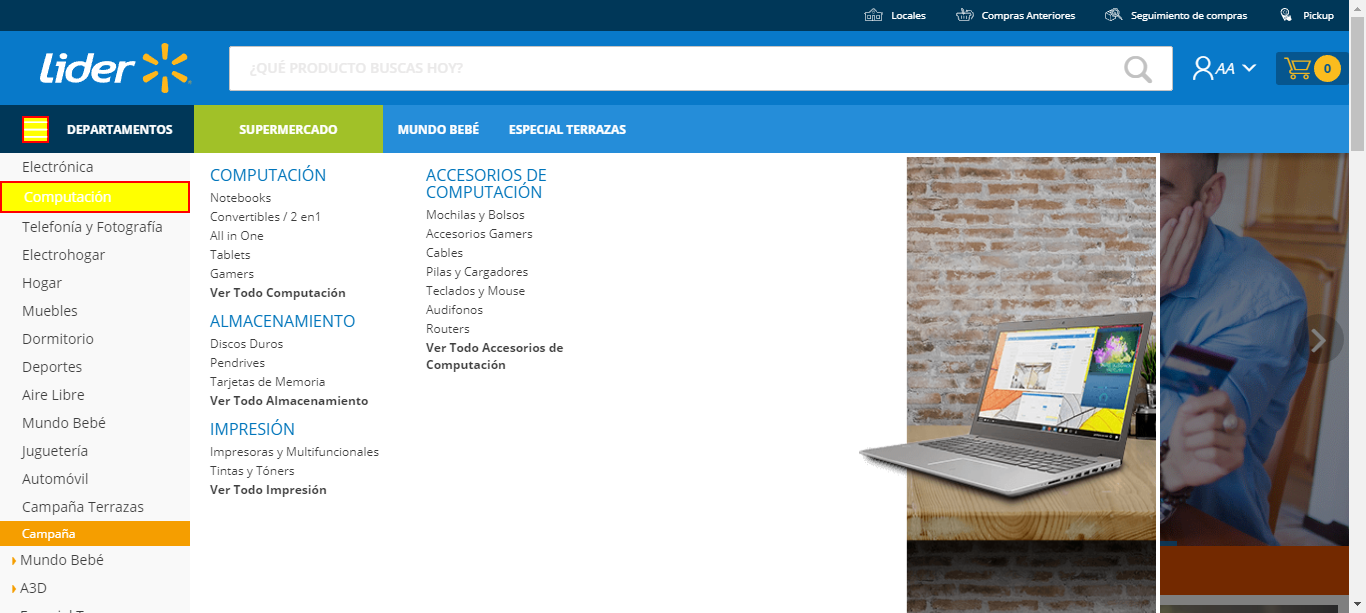 Locales
Compras Anteriores
Seguimiento de compras
Pickup
Lider
¿QUÉ PRODUCTO BUSCAS HOY?
AA
0
DEPARTAMENTOS
SUPERMERCADO
MUNDO BEBÉ
ESPECIAL TERRAZAS
Electrónica
Computación
Telefonía y Fotografía
Electrohogar
Hogar
Muebles
Dormitorio
Deportes
Aire Libre
Mundo Bebé
Juguetería
Automóvil
Campaña Terrazas
Campaña
Mundo Bebé
A3D
COMPUTACIÓN
Notebooks
Convertibles / 2 en1
All in One
Tablets
Gamers
Ver Todo Computación
ALMACENAMIENTO
Discos Duros
Pendrives
Tarjetas de Memoria
Ver Todo Almacenamiento
IMPRESIÓN
Impresoras y Multifuncionales
Tintas y Tóners
Ver Todo Impresión
ACCESORIOS DE
COMPUTACIÓN
Mochilas y Bolsos
Accesorios Gamers
Cables
Pilas y Cargadores
Teclados y Mouse
Audifonos
Routers
Ver Todo Accesorios de
Computación